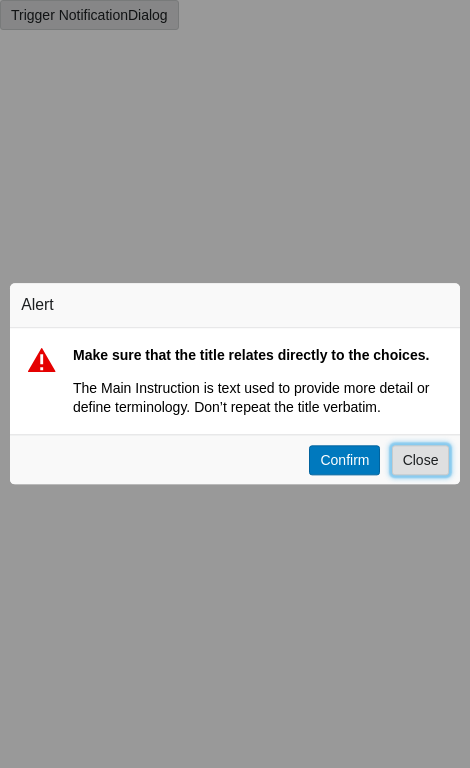 Trigger NotificationDialog
Alert
Make sure that the title relates directly to the choices.
The Main Instruction is text used to provide more detail or
define terminology. Don’t repeat the title verbatim.
Confirm Close